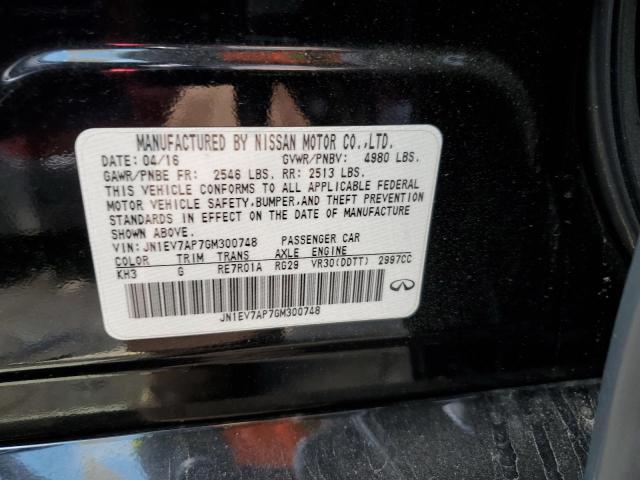 MANUFACTURED BY NISSAN MOTOR CO.,LTD.
DATE: 04/16 GVWR/PNBV: 4980 LBS.
GAWR/PNBE FR: 2546 LBS. RR: 2513 LBS.
THIS VEHICLE CONFORMS TO ALL APPLICABLE FEDERAL
MOTOR VEHICLE SAFETY,BUMPER,AND THEFT PREVENTION
STANDARDS IN EFFECT ON THE DATE OF MANUFACTURE
SHOWN ABOVE.
VIN: JN1EV7AP7GM300748 PASSENGER CAR
COLOR TRIM TRANS AXLE ENGINE
KH3 G RE7R01A RG29 VR30(DDTT) 2997CC
JN1EV7AP7GM300748